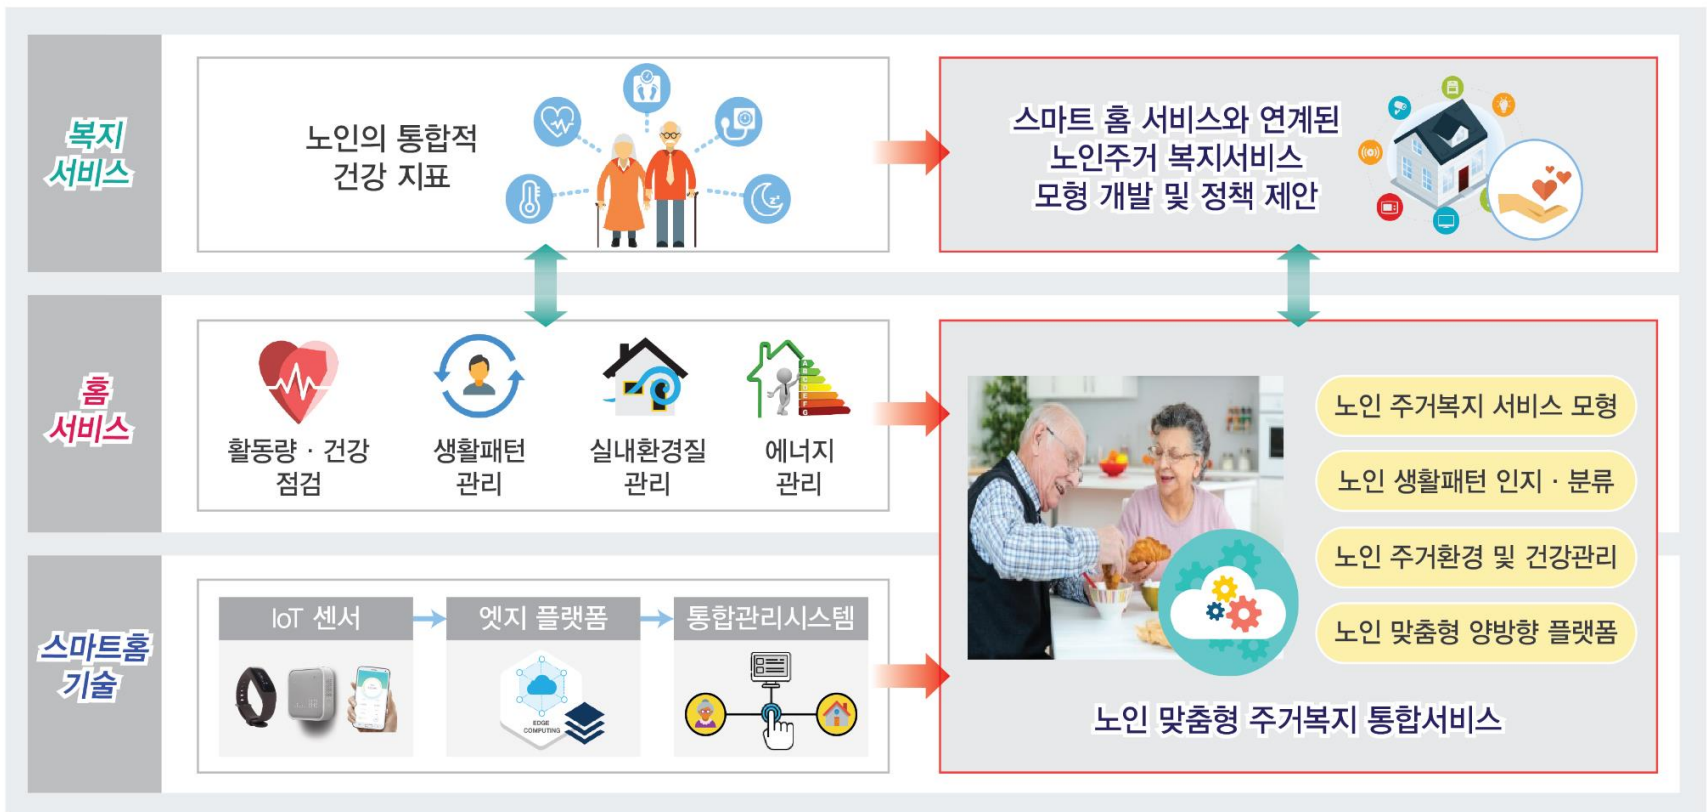 복지
서비스
노인의 통합적
건강 지표
스마트 홈 서비스와 연계된
노인주거 복지서비스
모형 개발 및 정책 제안
홈
서비스
활동량 · 건강
점검
생활패턴
관리
실내환경질
관리
A
B
C
D
E
F
G
에너지
관리
노인 주거복지 서비스 모형
노인 생활패턴 인지 · 분류
노인 주거환경 및 건강관리
노인 맞춤형 양방향 플랫폼
노인 맞춤형 주거복지 통합서비스
스마트홈
기술
IoT 센서
엣지 플랫폼
통합관리시스템
EDGE
COMPUTING